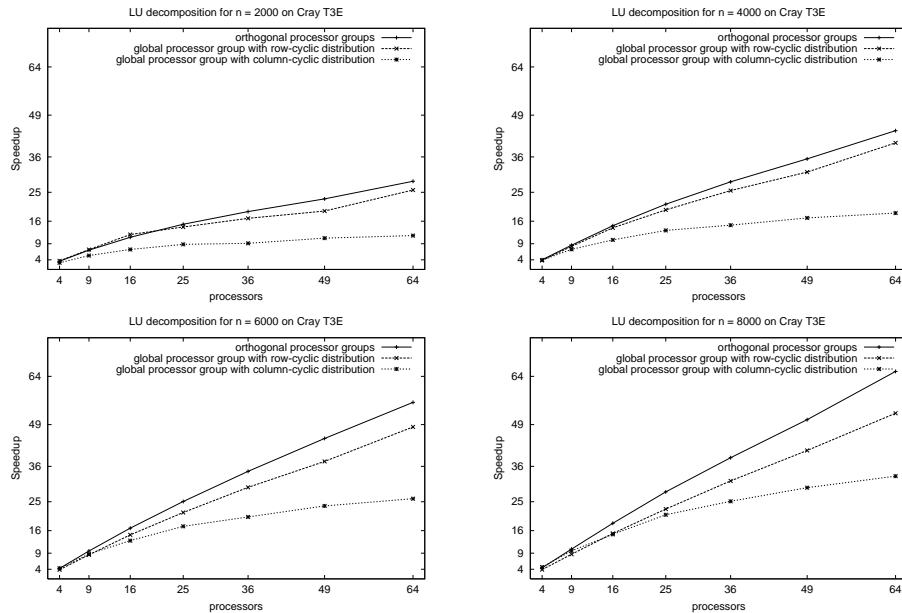 LU decomposition for n = 2000 on Cray T3E
orthogonal processor groups
global processor group with row-cyclic distribution
global processor group with column-cyclic distribution
64
49
36
25
16
9
4
Speedup
4 9 16 25 36 49 64
processors
LU decomposition for n = 4000 on Cray T3E
orthogonal processor groups
global processor group with row-cyclic distribution
global processor group with column-cyclic distribution
64
49
36
25
16
9
4
Speedup
4 9 16 25 36 49 64
processors
LU decomposition for n = 6000 on Cray T3E
orthogonal processor groups
global processor group with row-cyclic distribution
global processor group with column-cyclic distribution
64
49
36
25
16
9
4
Speedup
4 9 16 25 36 49 64
processors
LU decomposition for n = 8000 on Cray T3E
orthogonal processor groups
global processor group with row-cyclic distribution
global processor group with column-cyclic distribution
64
49
36
25
16
9
4
Speedup
4 9 16 25 36 49 64
processors